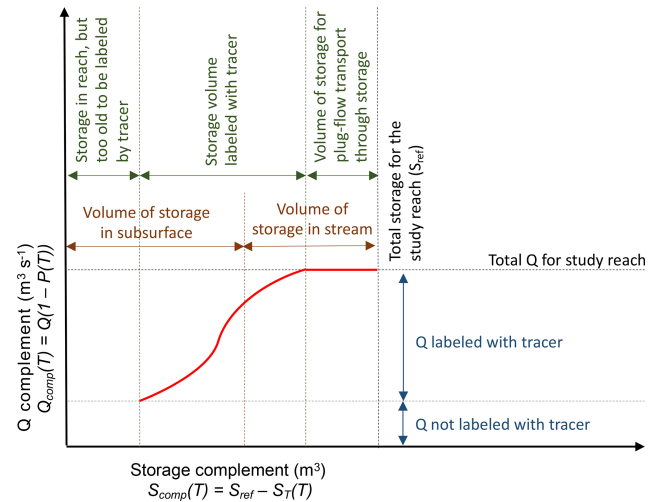 Storage in reach, but
too old to be labeled
by tracer
Storage volume
labeled with tracer
Volume of storage for
plug-flow transport
through storage
Total storage for the
study reach (Sref)
Volume of storage
in subsurface
Volume of
storage in stream
Total Q for study reach
Q labeled with tracer
Q not labeled with tracer
Q complement (m³ s⁻¹)
Qcomp(T) = Q(1 – P(T))
Storage complement (m³)
Scomp(T) = Sref – ST(T)